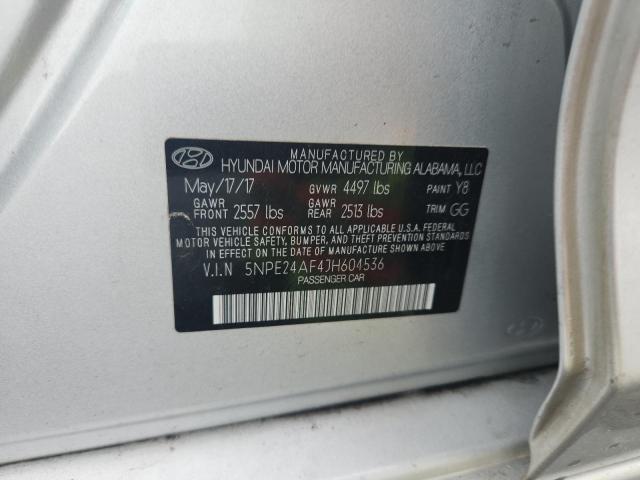 MANUFACTURED BY
HYUNDAI MOTOR MANUFACTURING ALABAMA, LLC
May/17/17 GVWR 4497 lbs PAINT Y8
GAWR FRONT 2557 lbs GAWR REAR 2513 lbs TRIM GG
THIS VEHICLE CONFORMS TO ALL APPLICABLE U.S.A. FEDERAL
MOTOR VEHICLE SAFETY, BUMPER, AND THEFT PREVENTION STANDARDS
IN EFFECT ON THE DATE OF MANUFACTURE SHOWN ABOVE.
V.I.N 5NPE24AF4JH604536
PASSENGER CAR